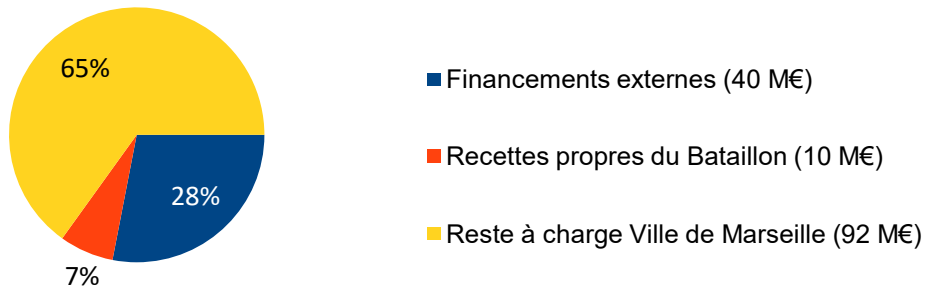 65%
28%
7%
Financements externes (40 M€)
Recettes propres du Bataillon (10 M€)
Reste à charge Ville de Marseille (92 M€)